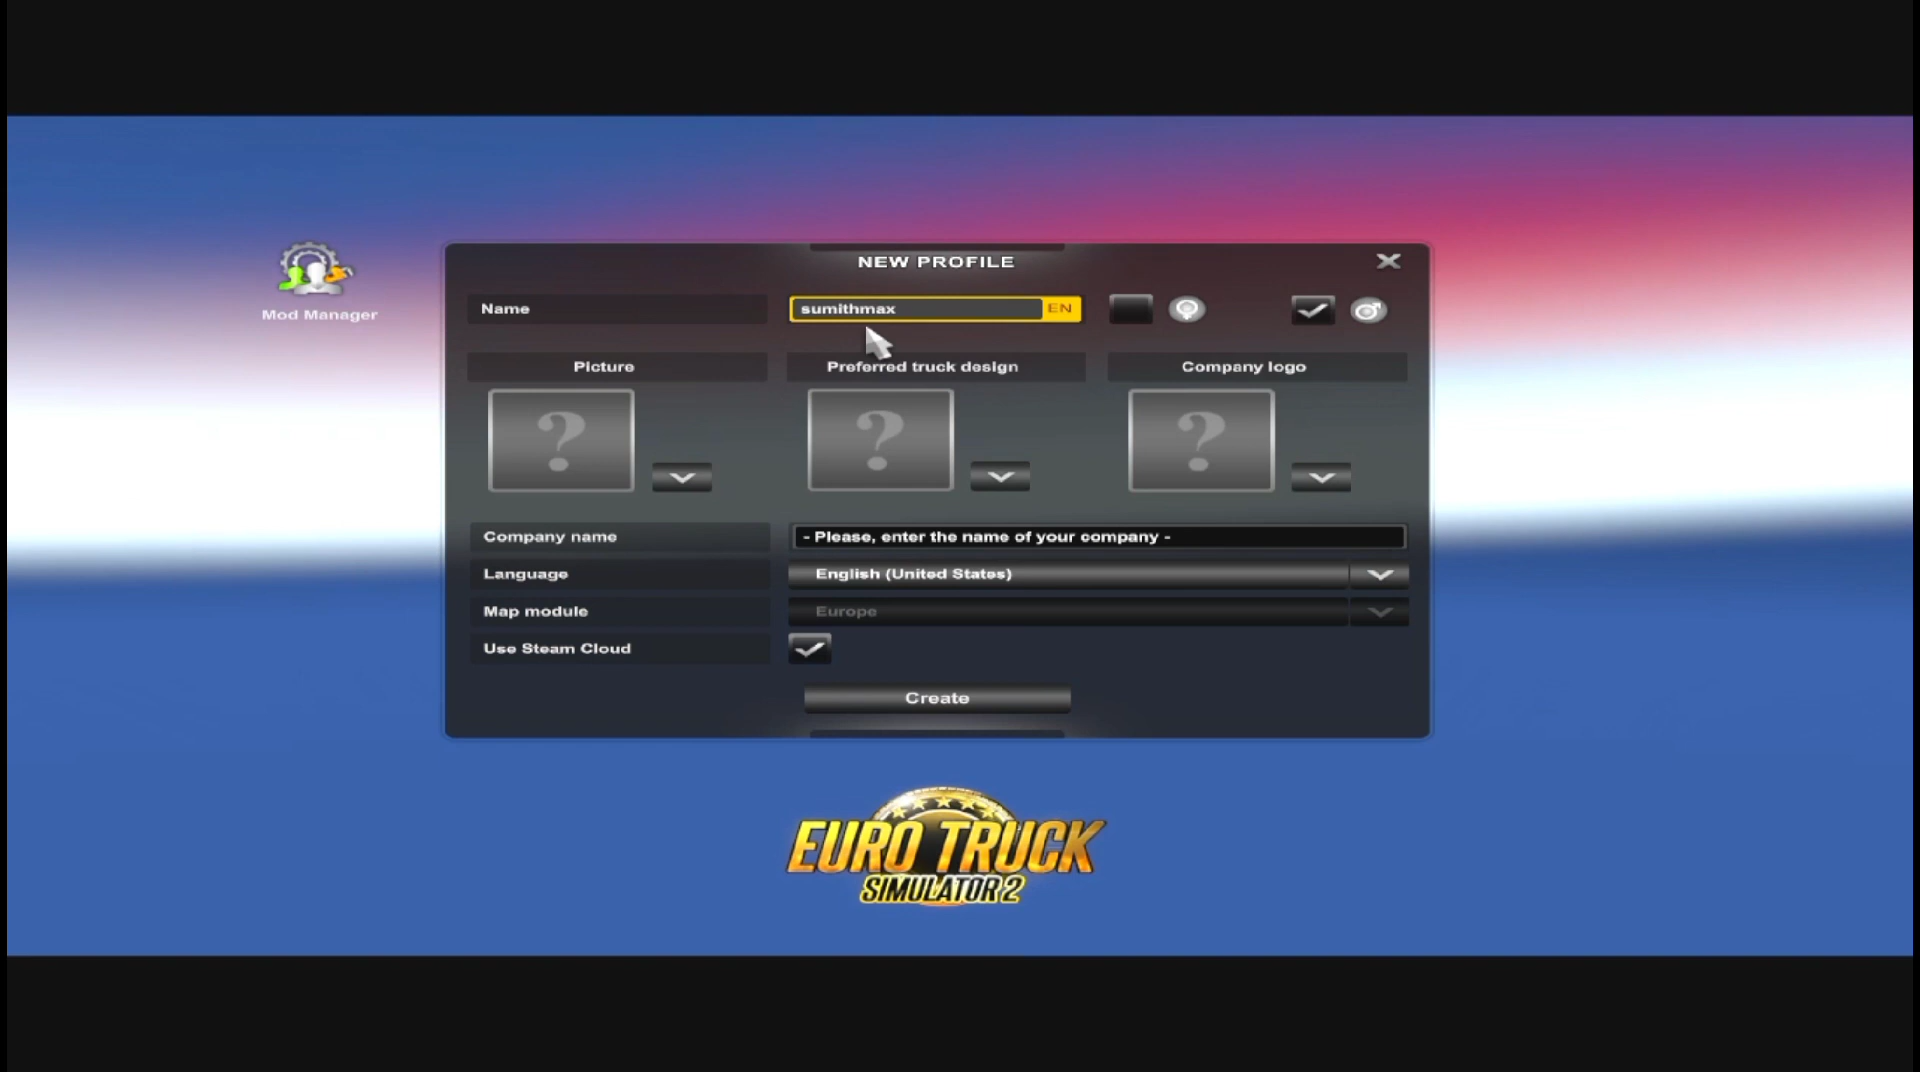 Mod Manager
NEW PROFILE
Name
sumithmax
EN
Picture
Preferred truck design
Company logo
?
?
?
Company name
- Please, enter the name of your company -
Language
English (United States)
Map module
Europe
Use Steam Cloud
Create
EURO TRUCK
SIMULATOR 2